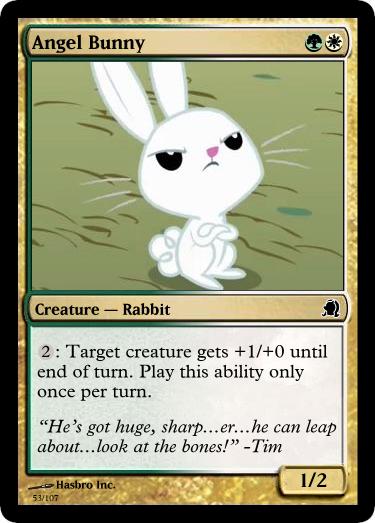 Angel Bunny
Creature — Rabbit
2: Target creature gets +1/+0 until
end of turn. Play this ability only
once per turn.
“He's got huge, sharp...er...he can leap
about...look at the bones!” -Tim
1/2
Hasbro Inc.
53/107